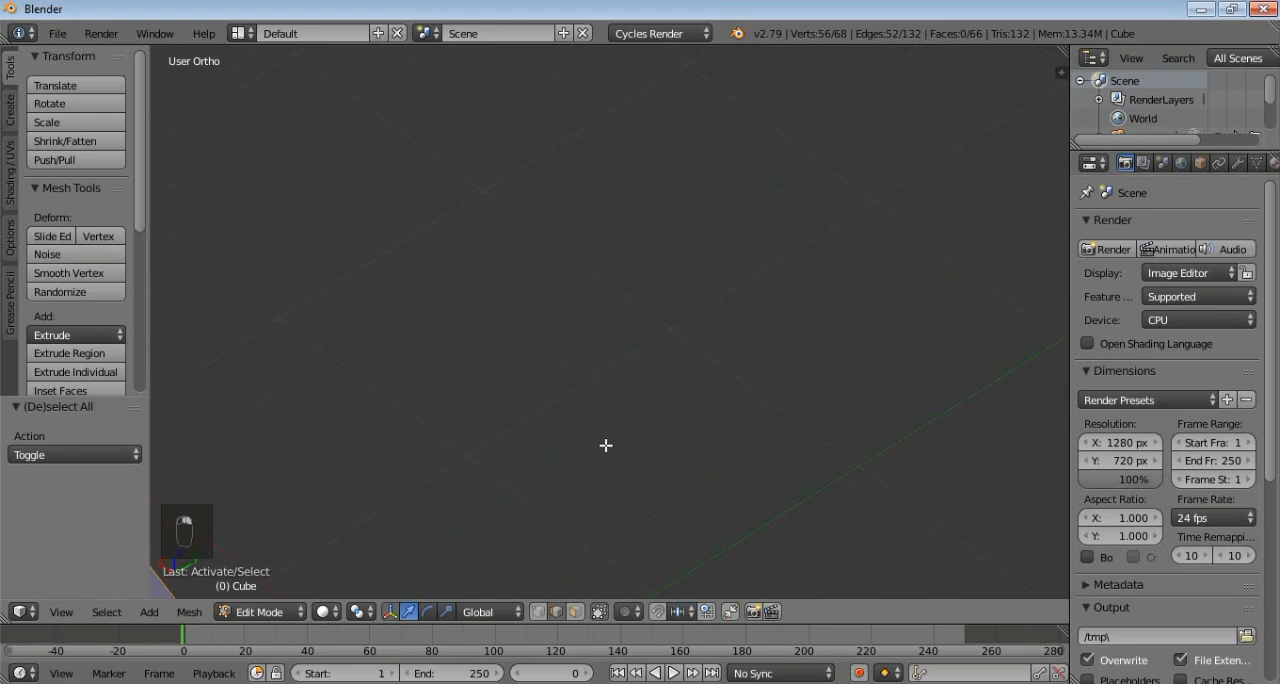 Blender
File Render Window Help Default Scene Cycles Render v2.79 | Verts:56/68 | Edges:52/132 | Faces:0/66 | Tris:132 | Mem:13.34M | Cube
Tools
Create
Shading / UVs
Options
Grease Pencil
Transform
Translate
Rotate
Scale
Shrink/Fatten
Push/Pull
Mesh Tools
Deform:
Slide Ed Vertex
Noise
Smooth Vertex
Randomize
Add:
Extrude
Extrude Region
Extrude Individual
Inset Faces
(De)select All
Action
Toggle
User Ortho
Last: Activate/Select
(0) Cube
View Search All Scenes
Scene
RenderLayers
World
Scene
Render
Render Animatio Audio
Display: Image Editor
Feature ... Supported
Device: CPU
Open Shading Language
Dimensions
Render Presets
Resolution: Frame Range:
X: 1280 px Start Fra: 1
Y: 720 px End Fr: 250
100% Frame St: 1
Aspect Ratio: Frame Rate:
X: 1.000 24 fps
Y: 1.000 Time Remappi...
Bo Cr 10 10
Metadata
Output
/tmp\
Overwrite File Exten...
Placeholders Cache Res...
View Select Add Mesh Edit Mode Global
-40 -20 0 20 40 60 80 100 120 140 160 180 200 220 240 260 280
View Marker Frame Playback Start: 1 End: 250 0 No Sync